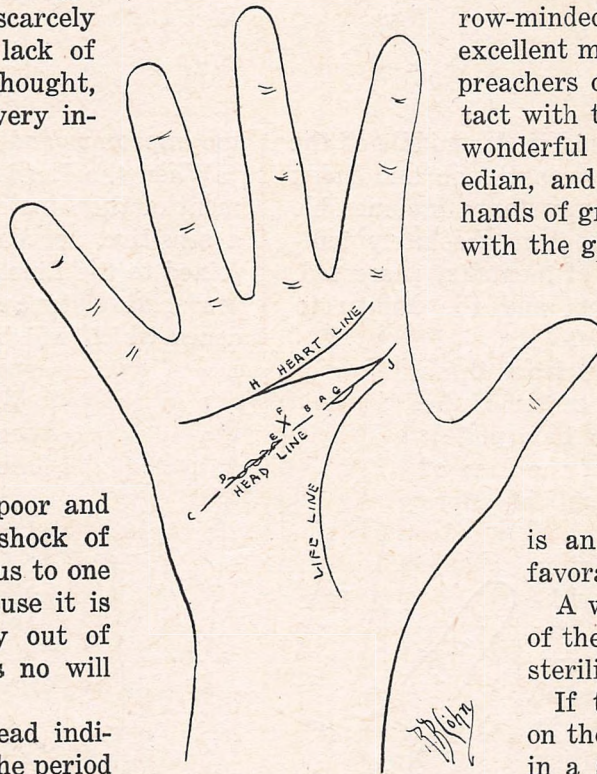 scarcely
lack of
hought,
very in-
row-minded
excellent m
preachers o
tact with t
wonderful
edian, and
hands of gr
with the g
HEART LINE
H
J
G
A
B
F
E
D
HEAD LINE
C
LIFE LINE
poor and
shock of
us to one
use it is
y out of
s no will
ead indi-
he period
is an
favora
A v
of the
sterili
If t
on the
in a